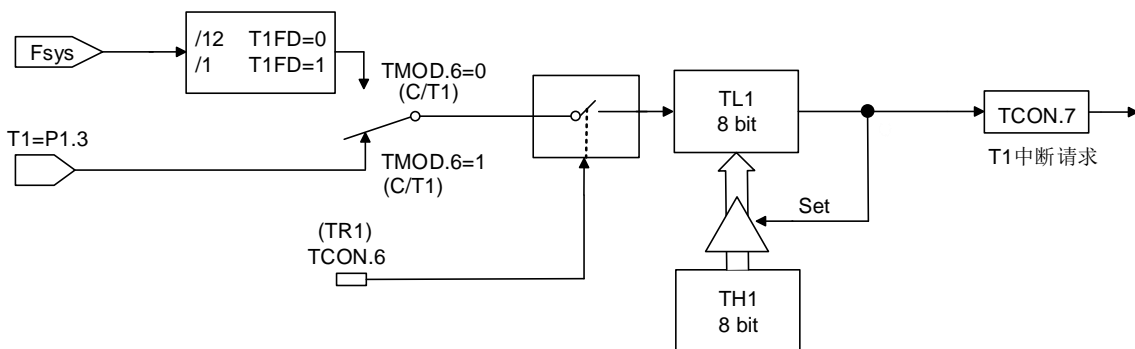 Fsys
/12 T1FD=0
/1 T1FD=1
TMOD.6=0
(C/T1)
T1=P1.3
TMOD.6=1
(C/T1)
(TR1)
TCON.6
TL1
8 bit
TCON.7
T1中断请求
Set
TH1
8 bit